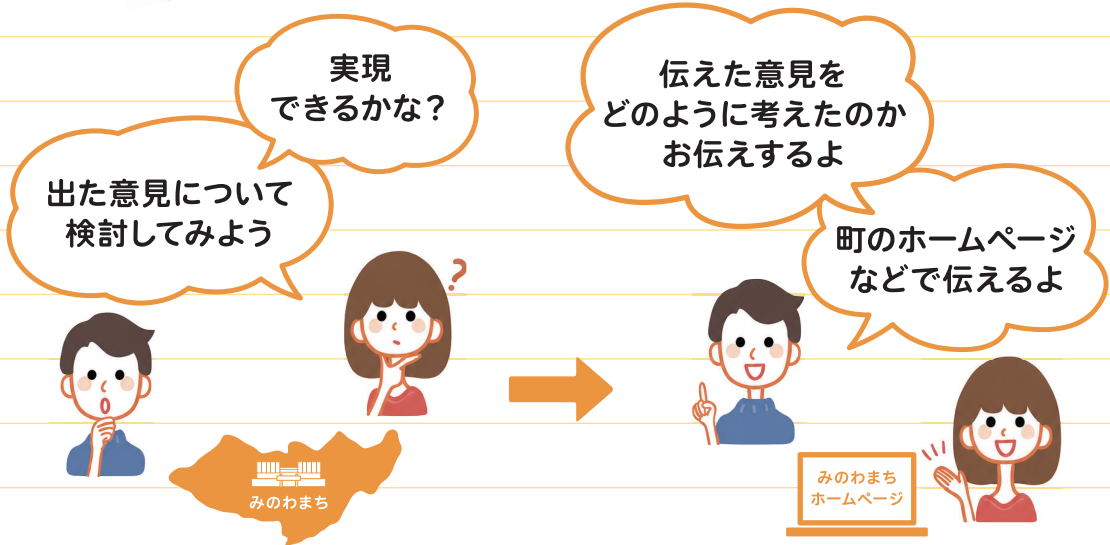 実現
できるかな？
出た意見について
検討してみよう
?
みのわまち
伝えた意見を
どのように考えたのか
お伝えするよ
町のホームページ
などで伝えるよ
みのわまち
ホームページ